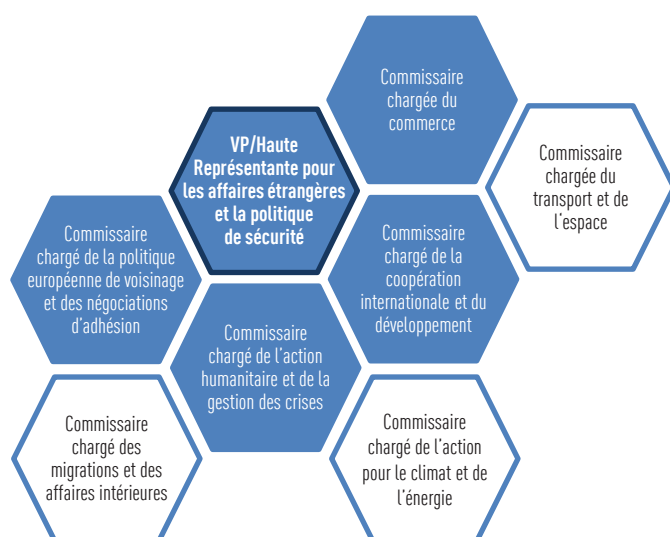 Commissaire
chargée du
commerce
VP/Haute
Représentante pour
les affaires étrangères
et la politique
de sécurité
Commissaire
chargée du
transport et de
l'espace
Commissaire
chargé de la politique
européenne de voisinage
et des négociations
d'adhésion
Commissaire
chargé de la
coopération
internationale et du
développement
Commissaire
chargé de l'action
humanitaire et de la
gestion des crises
Commissaire
chargé des
migrations et des
affaires intérieures
Commissaire
chargé de l'action
pour le climat et de
l'énergie